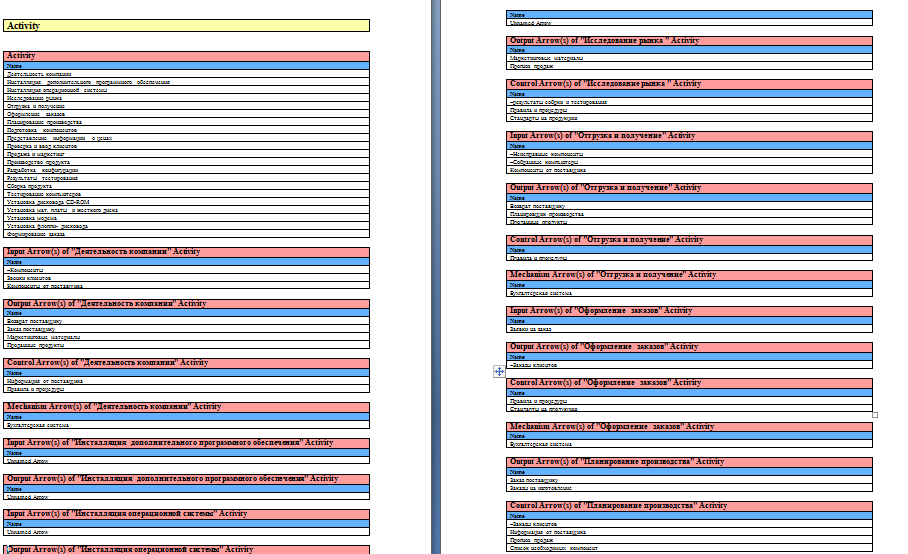 Activity
Activity
Name
Деятельность компании
Инсталляция дополнительного программного обеспечения
Инсталляция операционной системы
Исследование рынка
Отгрузка и получение
Оформление заказов
Планирование производства
Подготовка компонентов
Предоставление информации о ценах
Проверка и ввод клиентов
Продажи и маркетинг
Производство продукта
Разработка конфигурации
Результаты тестирования
Сборка продукта
Тестирование компьютеров
Установка дисковода CD-ROM
Установка мат. платы и жесткого диска
Установка модема
Установка флоппи- дисковода
Формирование заказа
Input Arrow(s) of "Деятельность компании" Activity
Name
~Компоненты
Звонки клиентов
Компоненты от поставщика
Output Arrow(s) of "Деятельность компании" Activity
Name
Возврат поставщику
Заказ поставщику
Маркетинговые материалы
Проданные продукты
Control Arrow(s) of "Деятельность компании" Activity
Name
Информация от поставщика
Правила и процедуры
Mechanism Arrow(s) of "Деятельность компании" Activity
Name
Бухгалтерская система
Input Arrow(s) of "Инсталляция дополнительного программного обеспечения" Activity
Name
Unnamed Arrow
Output Arrow(s) of "Инсталляция дополнительного программного обеспечения" Activity
Name
Unnamed Arrow
Input Arrow(s) of "Инсталляция операционной системы" Activity
Name
Unnamed Arrow
Output Arrow(s) of "Инсталляция операционной системы" Activity
Name
Unnamed Arrow
Output Arrow(s) of "Исследование рынка " Activity
Name
Маркетинговые материалы
Прогноз продаж
Control Arrow(s) of "Исследование рынка " Activity
Name
~результаты сборки и тестирования
Правила и процедуры
Стандарты на продукцию
Input Arrow(s) of "Отгрузка и получение" Activity
Name
~Неисправные компоненты
~Собранные компьютеры
Компоненты от поставщика
Output Arrow(s) of "Отгрузка и получение" Activity
Name
Возврат поставщику
Планировщик производства
Проданные продукты
Control Arrow(s) of "Отгрузка и получение" Activity
Name
Правила и процедуры
Mechanism Arrow(s) of "Отгрузка и получение" Activity
Name
Бухгалтерская система
Input Arrow(s) of "Оформление заказов" Activity
Name
Заявки на заказ
Output Arrow(s) of "Оформление заказов" Activity
Name
~Заказы клиентов
Control Arrow(s) of "Оформление заказов" Activity
Name
Правила и процедуры
Стандарты на продукцию
Mechanism Arrow(s) of "Оформление заказов" Activity
Name
Бухгалтерская система
Output Arrow(s) of "Планирование производства" Activity
Name
Заказ поставщику
Заказы на изготовление
Control Arrow(s) of "Планирование производства" Activity
Name
~Заказы клиентов
Информация от поставщика
Прогноз продаж
Список необходимых компонент